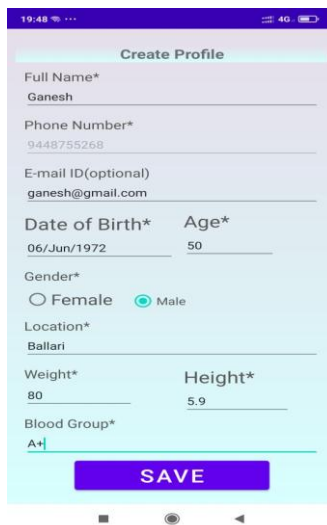 19:48 ···
4G
Create Profile
Full Name*
Ganesh
Phone Number*
9448755268
E-mail ID(optional)
ganesh@gmail.com
Date of Birth* Age*
06/Jun/1972 50
Gender*
Female Male
Location*
Ballari
Weight* Height*
80 5.9
Blood Group*
A+
SAVE